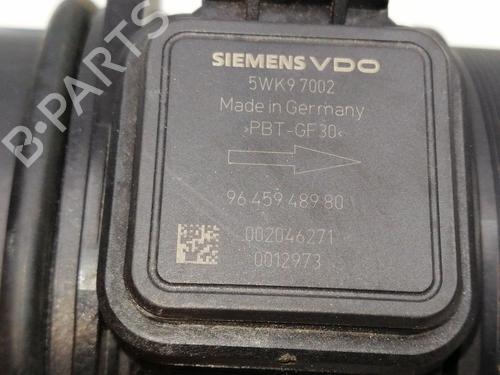 SIEMENS VDO
5WK9 7002
Made in Germany
>PBT-GF30<
96 459 489 80
002046271
0012973
B-PARTS